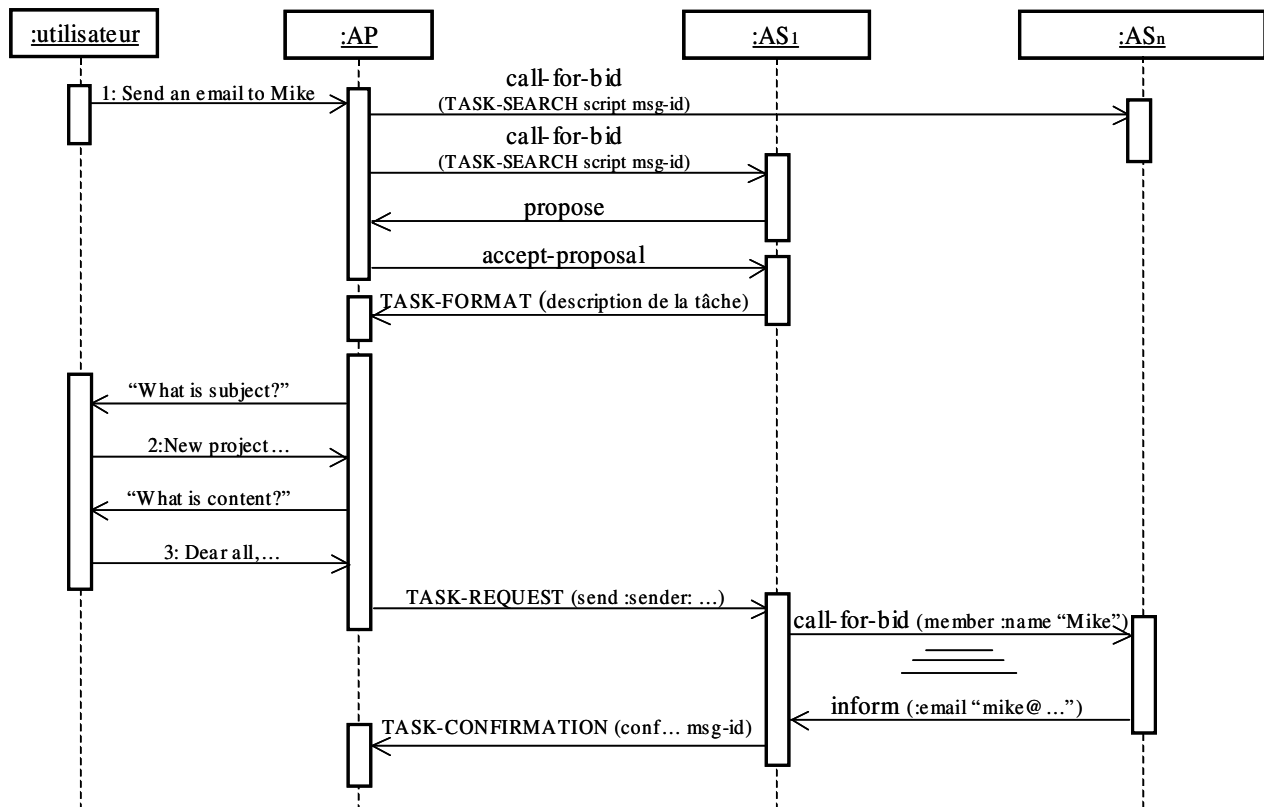 :utilisateur
:AP
:AS1
:ASn
1: Send an email to Mike
call-for-bid
(TASK-SEARCH script msg-id)
call-for-bid
(TASK-SEARCH script msg-id)
propose
accept-proposal
TASK-FORMAT (description de la tâche)
“What is subject?”
2:New project…
“What is content?”
3: Dear all,…
TASK-REQUEST (send :sender: …)
call-for-bid (member :name “Mike”)
inform (:email “mike@…”)
TASK-CONFIRMATION (conf… msg-id)